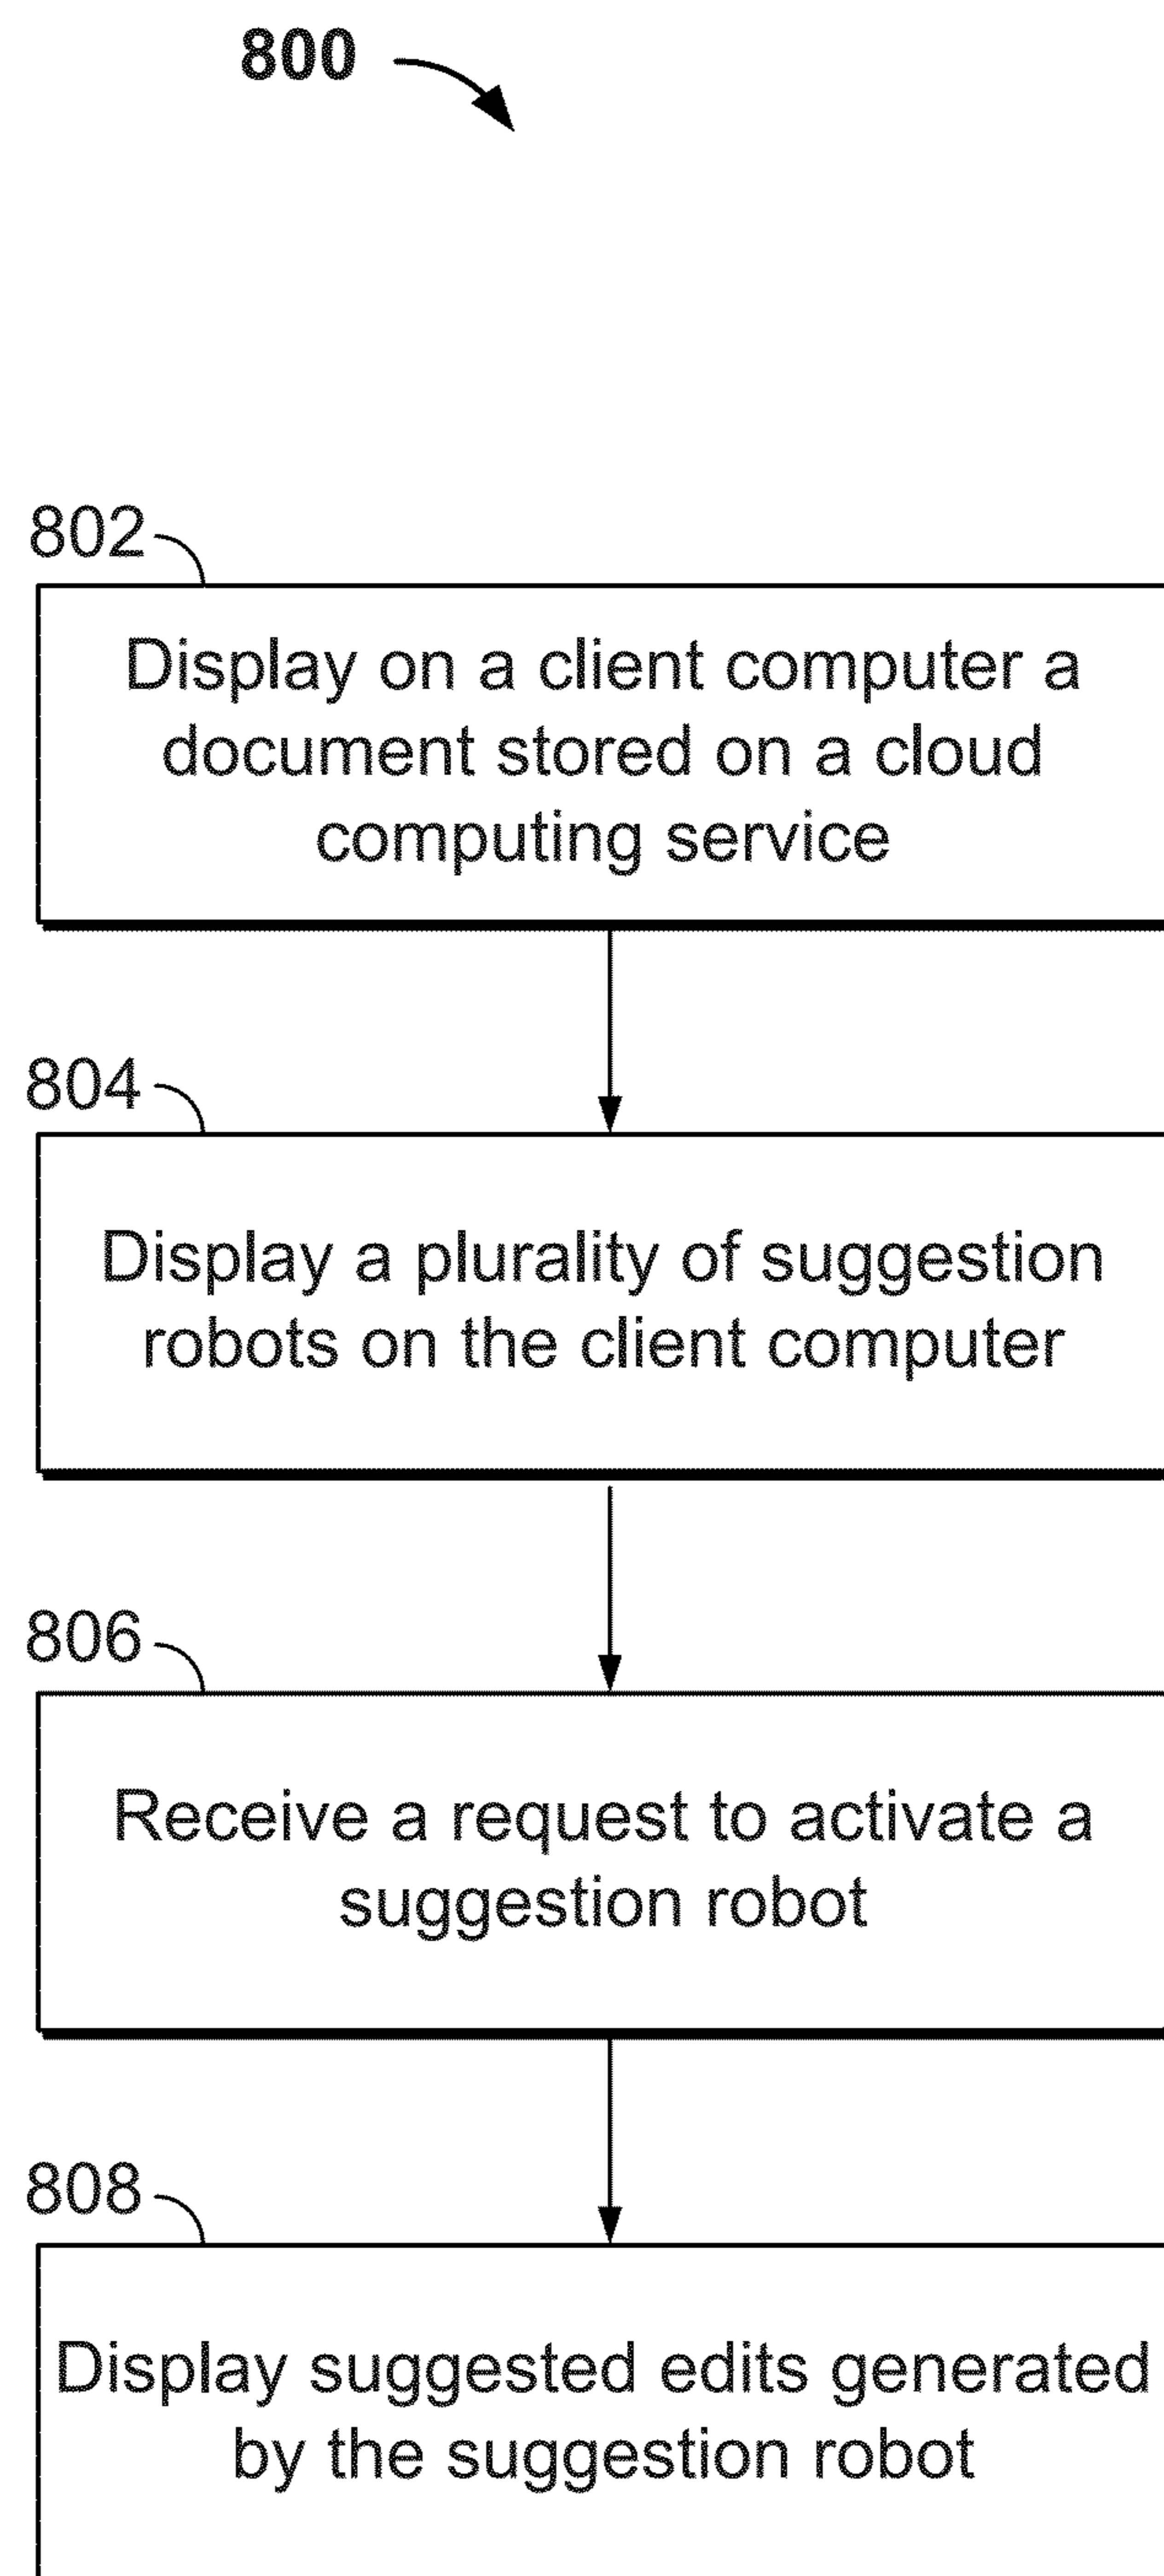 800
802
Display on a client computer a
document stored on a cloud
computing service
804
Display a plurality of suggestion
robots on the client computer
806
Receive a request to activate a
suggestion robot
808
Display suggested edits generated
by the suggestion robot